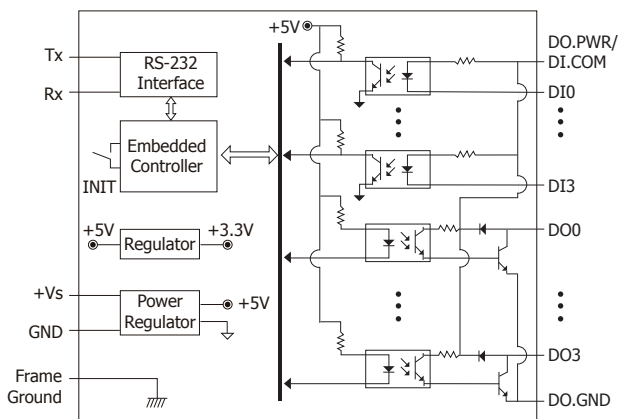 +5V
DO.PWR/
DI.COM
Tx
Rx
RS-232
Interface
DI0
Embedded
Controller
INIT
DI3
+5V
Regulator
+3.3V
DO0
+Vs
GND
Power
Regulator
+5V
Frame
Ground
DO3
DO.GND